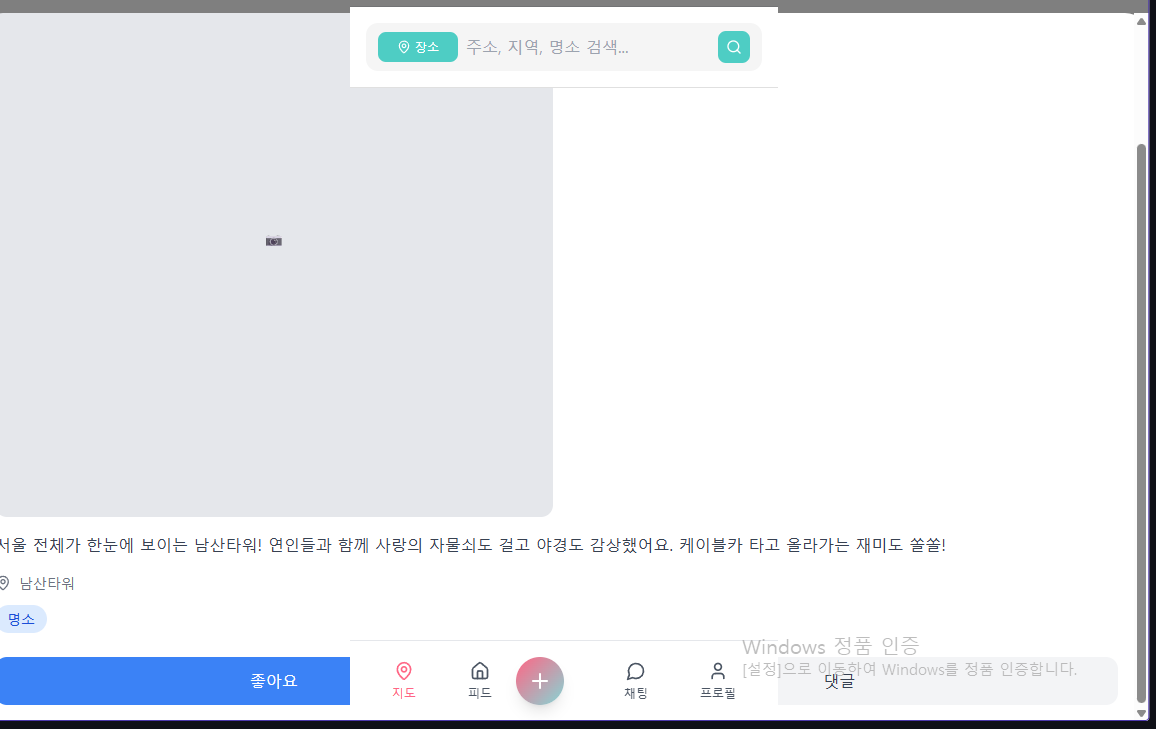 장소
주소, 지역, 명소 검색...
서울 전체가 한눈에 보이는 남산타워! 연인들과 함께 사랑의 자물쇠도 걸고 야경도 감상했어요. 케이블카 타고 올라가는 재미도 쏠쏠!
남산타워
명소
Windows 정품 인증
[설정]으로 이동하여 Windows를 정품 인증합니다.
좋아요
댓글
지도
피드
채팅
프로필